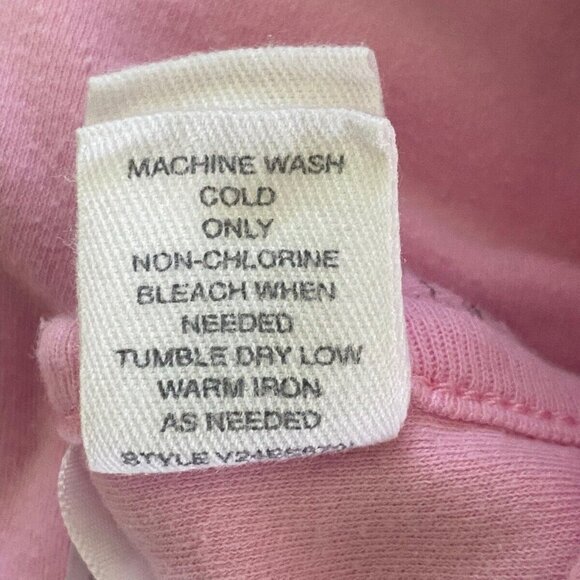 MACHINE WASH
COLD
ONLY
NON-CHLORINE
BLEACH WHEN
NEEDED
TUMBLE DRY LOW
WARM IRON
AS NEEDED
STYLE